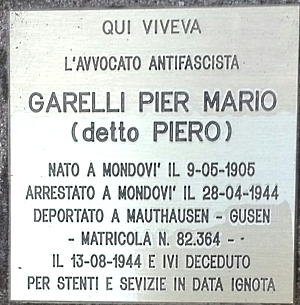 QUI VIVEVA
L'AVVOCATO ANTIFASCISTA
GARELLI PIER MARIO
(detto PIERO)
NATO A MONDOVI' IL 9-05-1905
ARRESTATO A MONDOVI' IL 28-04-1944
DEPORTATO A MAUTHAUSEN - GUSEN
- MATRICOLA N. 82.364 - -
IL 13-08-1944 E IVI DECEDUTO
PER STENTI E SEVIZIE IN DATA IGNOTA